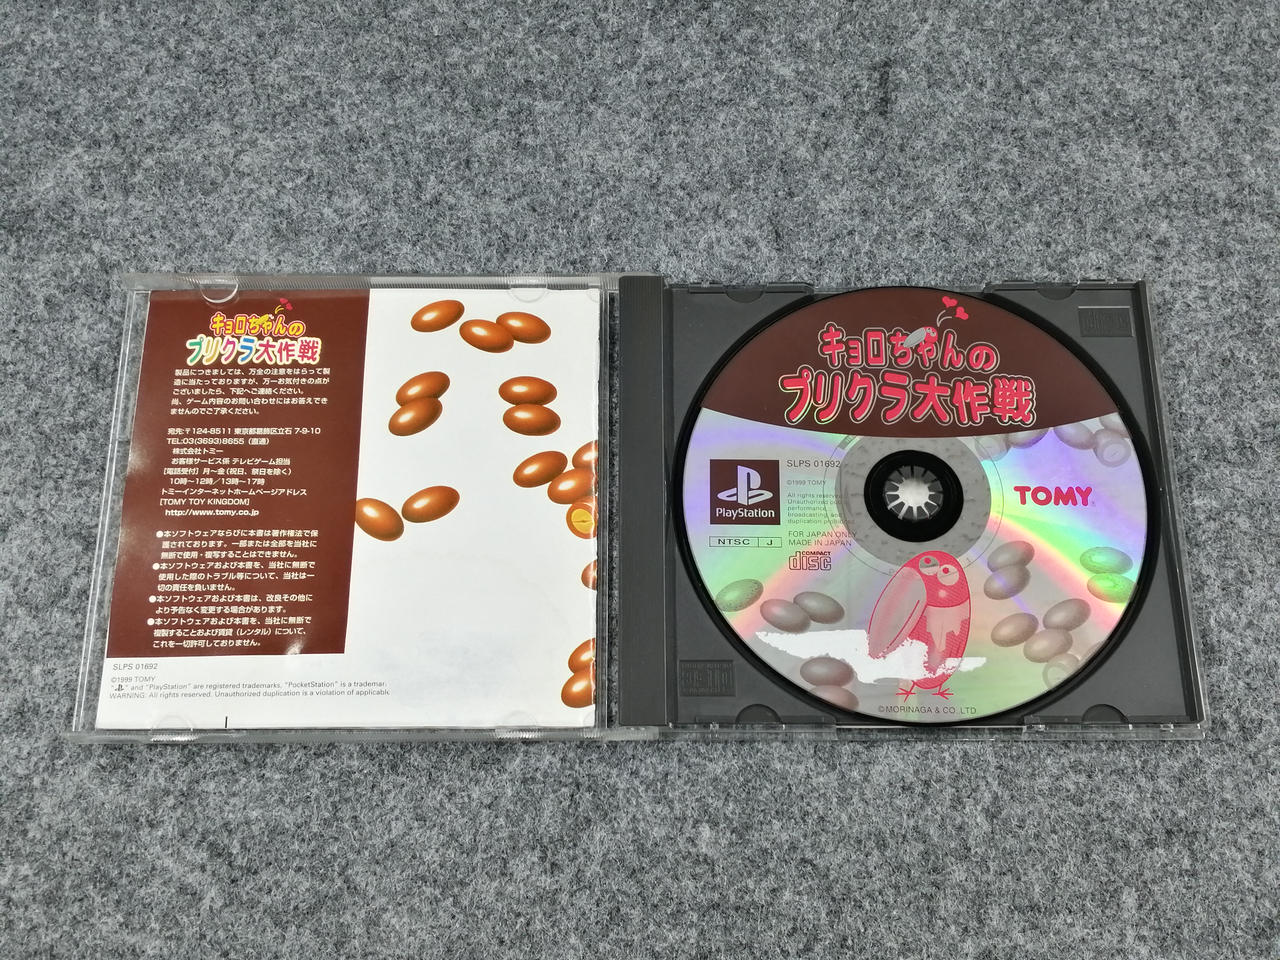 キョロちゃんの
プリクラ大作戦
製品につきましては、万全の注意をはらって製
造に当たっておりますが、万一お気付きの点が
ございましたら、下記へご連絡ください。
尚、ゲーム内容のお問い合わせにはお答えでき
ませんのでご了承ください。
宛先:〒124-8511 東京都葛飾区立石 7-9-10
TEL:03(3693)8655(直通)
株式会社トミー
お客様サービス係 テレビゲーム担当
[電話受付]月～金(祝日、祭日を除く)
10時～12時/13時～17時
トミーインターネットホームページアドレス
[TOMY TOY KINGDOM]
http://www.tomy.co.jp
●本ソフトウェアならびに本書は著作権法で保
護されております。一部または全部を当社に
無断で使用・複写することはできません。
●本ソフトウェアおよび本書を、当社に無断で
使用した際のトラブル等について、当社は一
切の責任を負いません。
●本ソフトウェアおよび本書は、改良その他に
より予告なく変更する場合があります。
●本ソフトウェアおよび本書を、当社に無断で
複製することおよび賃貸(レンタル)について、
これを一切許可しておりません。
SLPS 01692
©1999 TOMY
" " and "PlayStation" are registered trademarks, "PocketStation" is a trademar
WARNING: All rights reserved. Unauthorized duplication is a violation of applicabl
キョロちゃんの
プリクラ大作戦
PlayStation
NTSC J
SLPS 01692
©1999 TOMY
All rights reserved.
Unauthorized
performance,
broadcasting, and
duplication prohibited.
FOR JAPAN ONLY
MADE IN JAPAN
COMPACT
disc
TOMY
©MORINAGA & CO.,LTD.